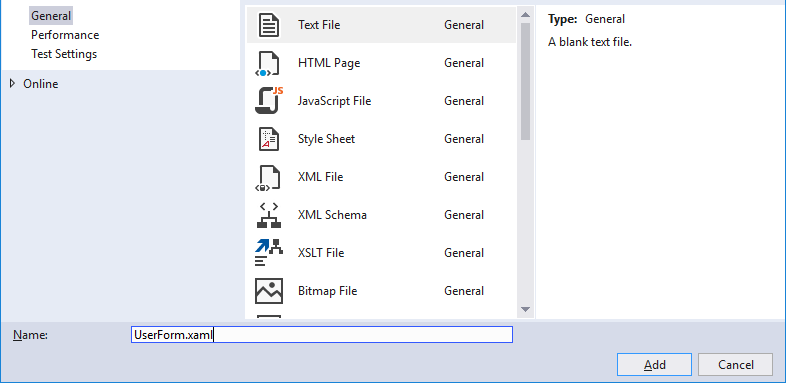 General
Performance
Test Settings
Online
Text File General
HTML Page General
JS
JavaScript File General
Style Sheet General
XML File General
XML Schema General
XSLT File General
Bitmap File General
Type: General
A blank text file.
Name: UserForm.xaml
Add Cancel